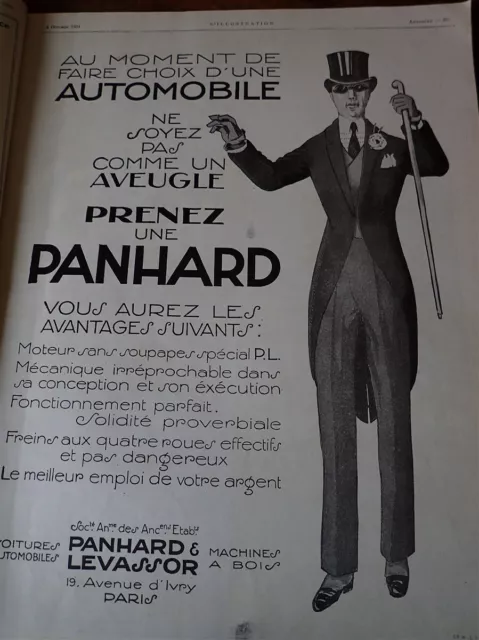 L'ILLUSTRATION
AU MOMENT DE
FAIRE CHOIX D'UNE
AUTOMOBILE
NE
SOYEZ
PAS
COMME UN
AVEUGLE
PRENEZ
UNE
PANHARD
VOUS AUREZ LES
AVANTAGES SUIVANTS:
Moteur sans soupapes spécial P.L.
Mécanique irréprochable dans
sa conception et son éxécution
Fonctionnement parfait.
Solidité proverbiale
Freins aux quatre roues effectifs
et pas dangereux
Le meilleur emploi de votre argent
Socté Anme des Ancens Etabts
VOITURES AUTOMOBILES
PANHARD & LEVASSOR
MACHINES A BOIS
19, Avenue d'Ivry
PARIS